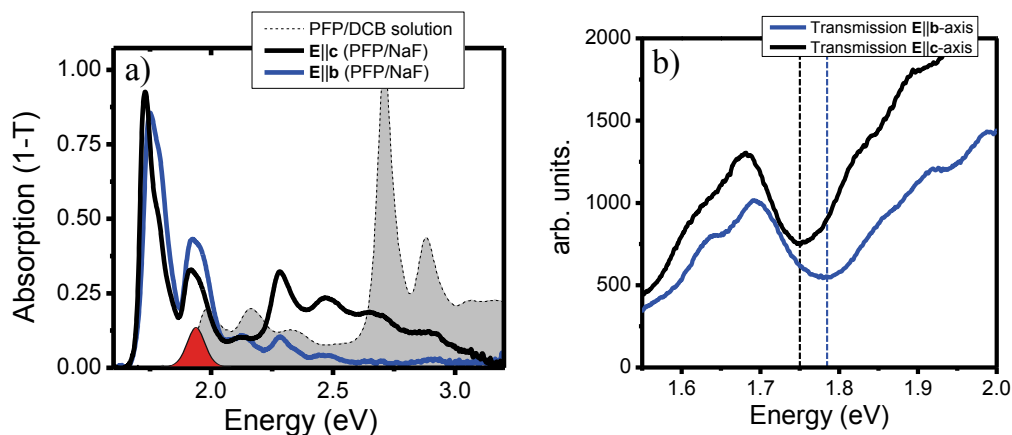 a)
PFP/DCB solution
E||c (PFP/NaF)
E||b (PFP/NaF)
1.00
0.75
0.50
0.25
0.00
Absorption (1-T)
2.0 2.5 3.0
Energy (eV)
b)
Transmission E||b-axis
Transmission E||c-axis
2000
1500
1000
500
0
arb. units.
1.6 1.7 1.8 1.9 2.0
Energy (eV)